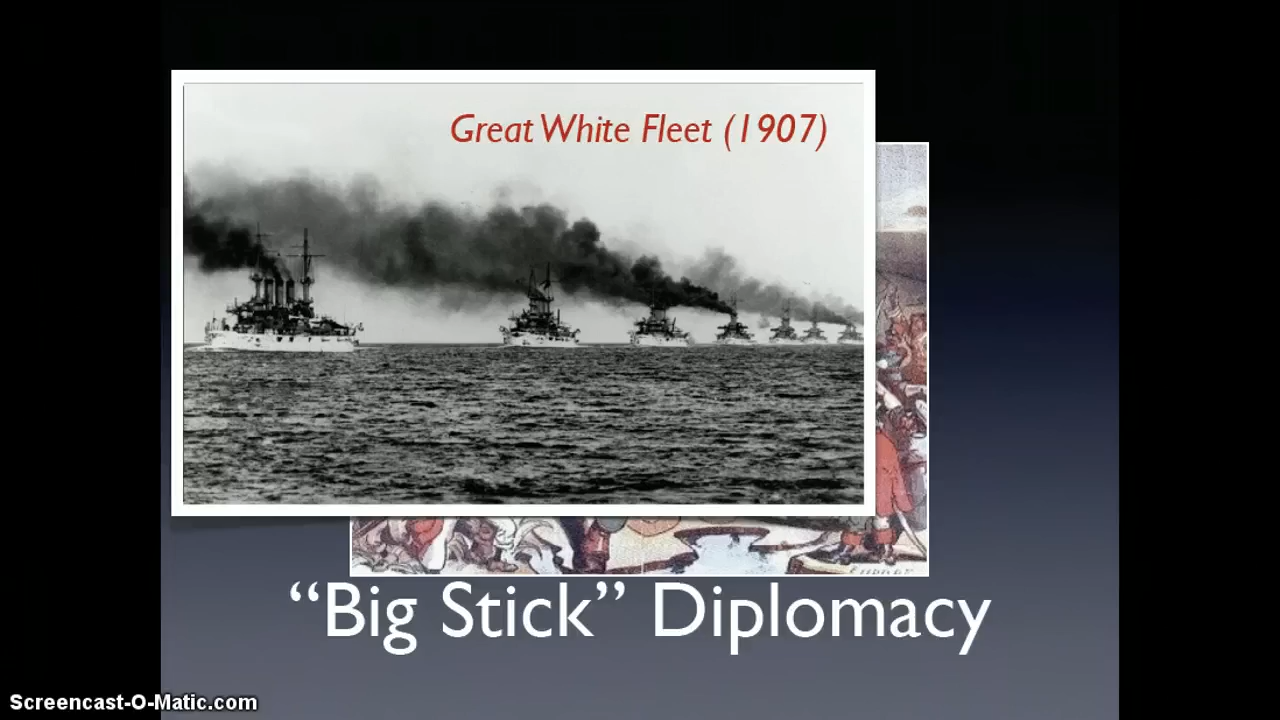 Great White Fleet (1907)
“Big Stick” Diplomacy
Screencast-O-Matic.com